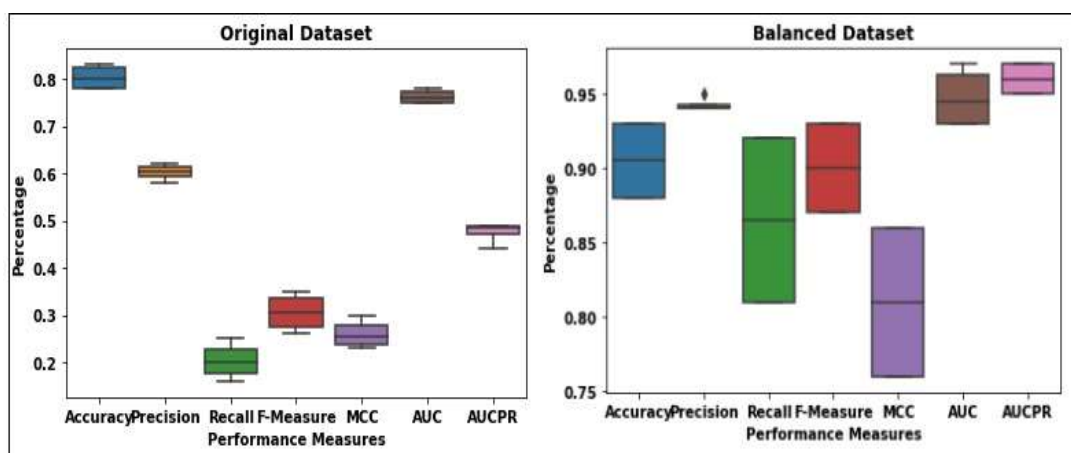 Original Dataset
Percentage
0.8
0.7
0.6
0.5
0.4
0.3
0.2
Accuracy Precision Recall F-Measure MCC AUC AUCPR
Performance Measures
Balanced Dataset
Percentage
0.95
0.90
0.85
0.80
0.75
Accuracy Precision Recall F-Measure MCC AUC AUCPR
Performance Measures